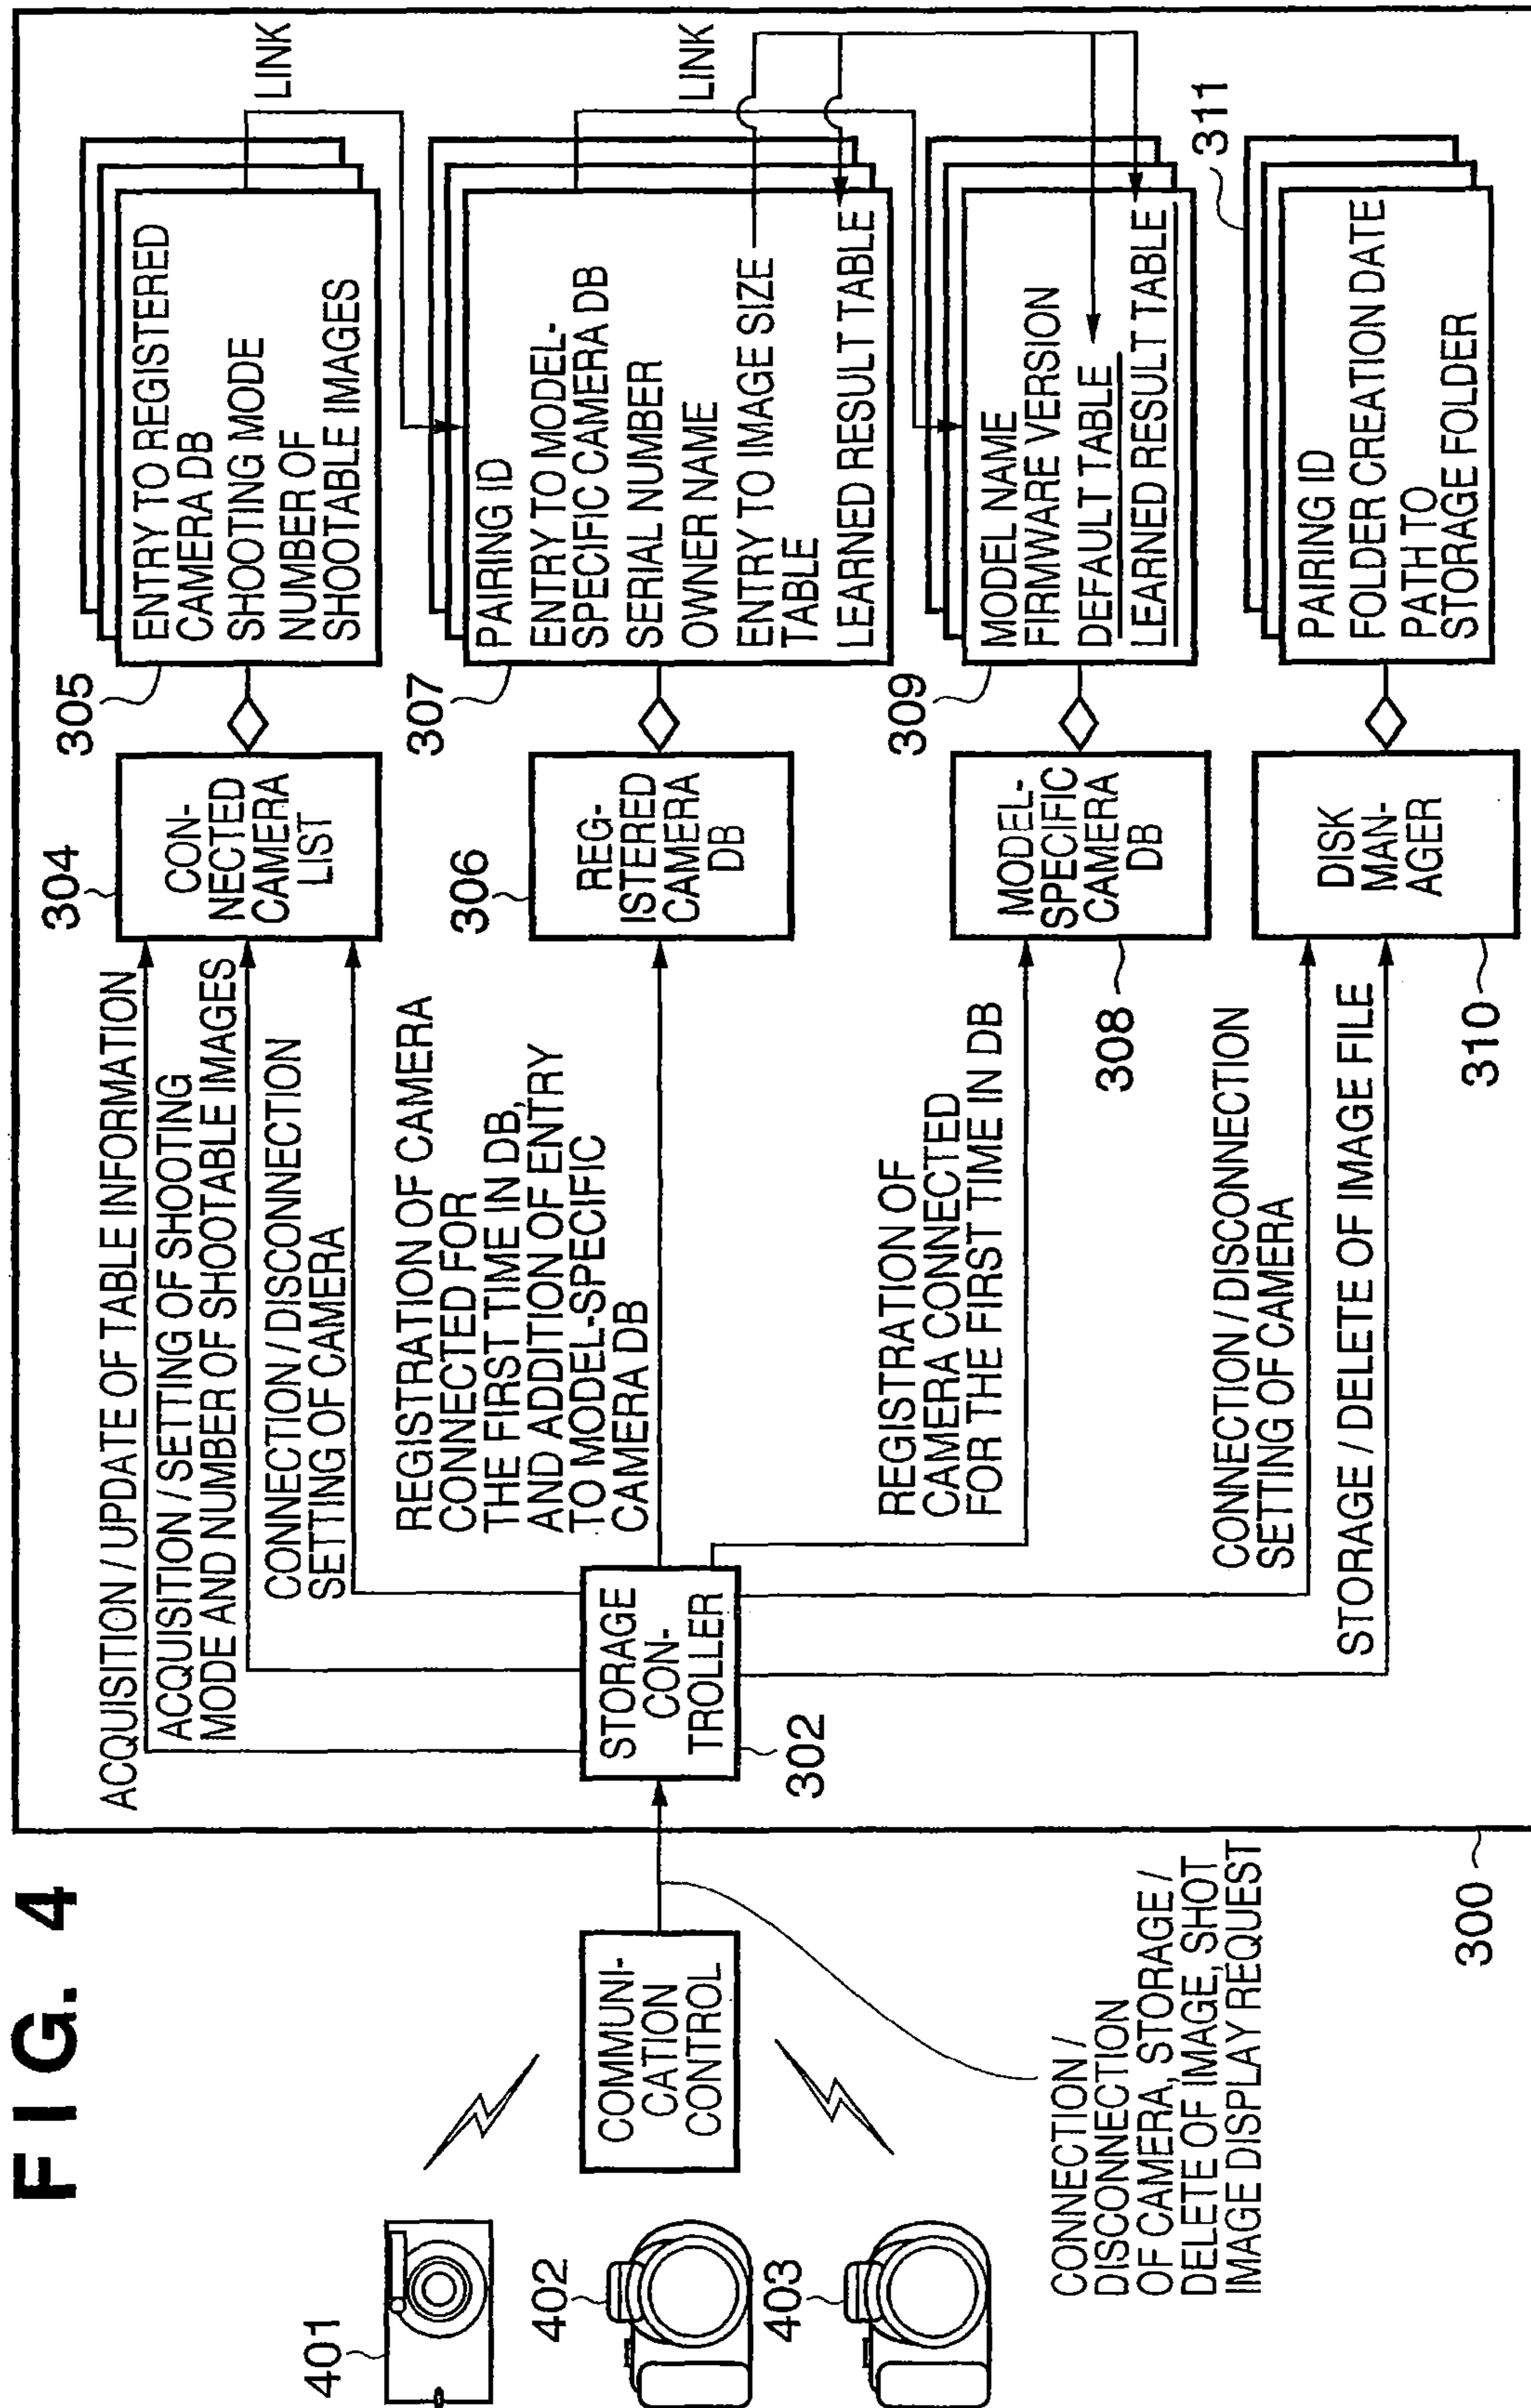 FIG. 4
401
402
403
COMMUNI-
CATION
CONTROL
CONNECTION /
DISCONNECTION
OF CAMERA, STORAGE /
DELETE OF IMAGE, SHOT
IMAGE DISPLAY REQUEST
300
STORAGE
CON-
TROLLER
302
ACQUISITION / UPDATE OF TABLE INFORMATION
ACQUISITION / SETTING OF SHOOTING
MODE AND NUMBER OF SHOOTABLE IMAGES
CONNECTION / DISCONNECTION
SETTING OF CAMERA
REGISTRATION OF CAMERA
CONNECTED FOR
THE FIRST TIME IN DB,
AND ADDITION OF ENTRY
TO MODEL-SPECIFIC
CAMERA DB
REGISTRATION OF
CAMERA CONNECTED
FOR THE FIRST TIME IN DB
CONNECTION / DISCONNECTION
SETTING OF CAMERA
STORAGE / DELETE OF IMAGE FILE
304
CON-
NECTED
CAMERA
LIST
306
REG-
ISTERED
CAMERA
DB
308
MODEL-
SPECIFIC
CAMERA
DB
310
DISK
MAN-
AGER
305
ENTRY TO REGISTERED
CAMERA DB
SHOOTING MODE
NUMBER OF
SHOOTABLE IMAGES
LINK
307
PAIRING ID
ENTRY TO MODEL-
SPECIFIC CAMERA DB
SERIAL NUMBER
OWNER NAME
ENTRY TO IMAGE SIZE
TABLE
LEARNED RESULT TABLE
LINK
309
MODEL NAME
FIRMWARE VERSION
DEFAULT TABLE
LEARNED RESULT TABLE
311
PAIRING ID
FOLDER CREATION DATE
PATH TO
STORAGE FOLDER